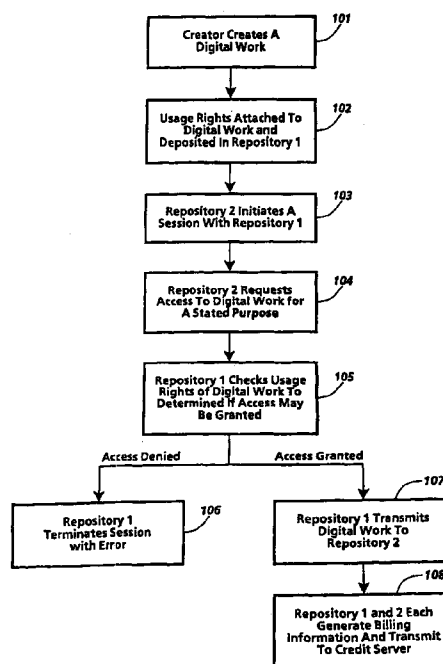 101
Creator Creates A
Digital Work
102
Usage Rights Attached To
Digital Work and
Deposited In Repository 1
103
Repository 2 Initiates A
Session With Repository 1
104
Repository 2 Requests
Access To Digital Work for
A Stated Purpose
105
Repository 1 Checks Usage
Rights of Digital Work To
Determined If Access May
Be Granted
Access Denied
Access Granted
106
Repository 1
Terminates Session
with Error
107
Repository 1 Transmits
Digital Work To
Repository 2
108
Repository 1 and 2 Each
Generate Billing
Information And Transmit
To Credit Server